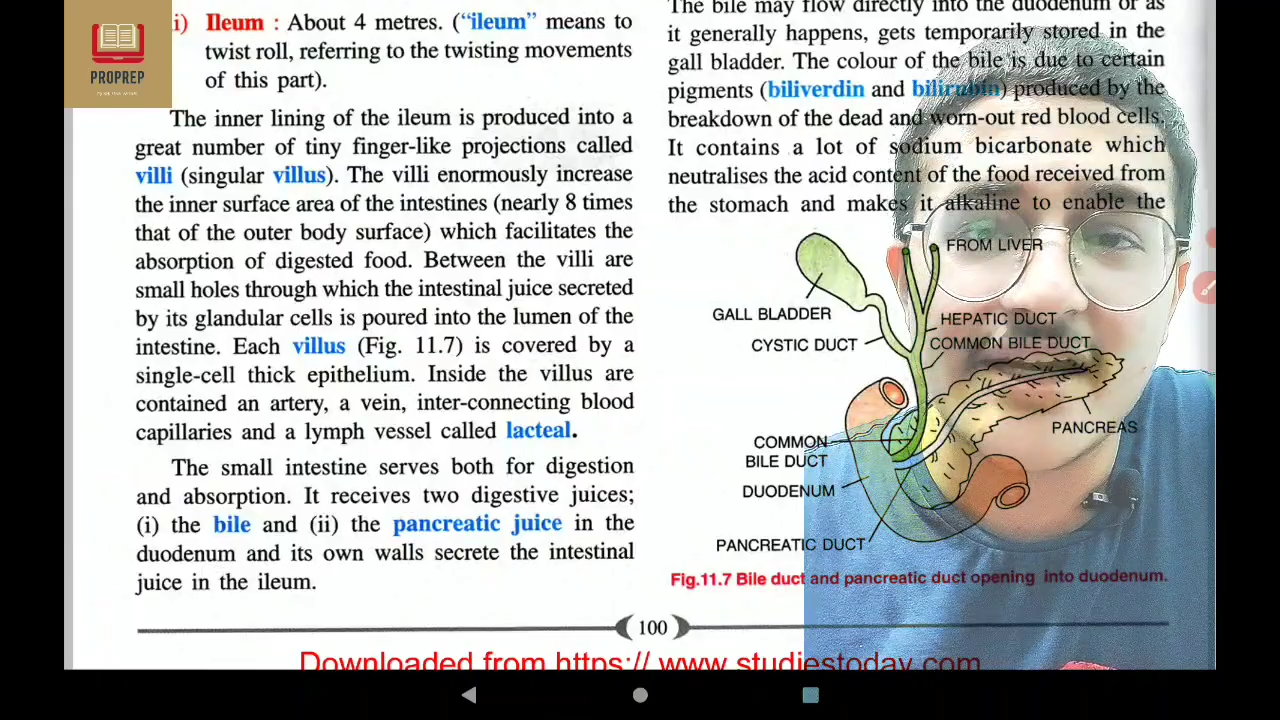 PROPREP
i) Ileum : About 4 metres. (“ileum” means to
twist roll, referring to the twisting movements
of this part).
The inner lining of the ileum is produced into a
great number of tiny finger-like projections called
villi (singular villus). The villi enormously increase
the inner surface area of the intestines (nearly 8 times
that of the outer body surface) which facilitates the
absorption of digested food. Between the villi are
small holes through which the intestinal juice secreted
by its glandular cells is poured into the lumen of the
intestine. Each villus (Fig. 11.7) is covered by a
single-cell thick epithelium. Inside the villus are
contained an artery, a vein, inter-connecting blood
capillaries and a lymph vessel called lacteal.
The small intestine serves both for digestion
and absorption. It receives two digestive juices;
(i) the bile and (ii) the pancreatic juice in the
duodenum and its own walls secrete the intestinal
juice in the ileum.
The bile may flow directly into the duodenum or as
it generally happens, gets temporarily stored in the
gall bladder. The colour of the bile is due to certain
pigments (biliverdin and bilirubin) produced by the
breakdown of the dead and worn-out red blood cells.
It contains a lot of sodium bicarbonate which
neutralises the acid content of the food received from
the stomach and makes it alkaline to enable the
FROM LIVER
GALL BLADDER
HEPATIC DUCT
CYSTIC DUCT
COMMON BILE DUCT
PANCREAS
COMMON
BILE DUCT
DUODENUM
PANCREATIC DUCT
Fig.11.7 Bile duct and pancreatic duct opening into duodenum.
100
Downloaded from https:// www.studiestoday.com